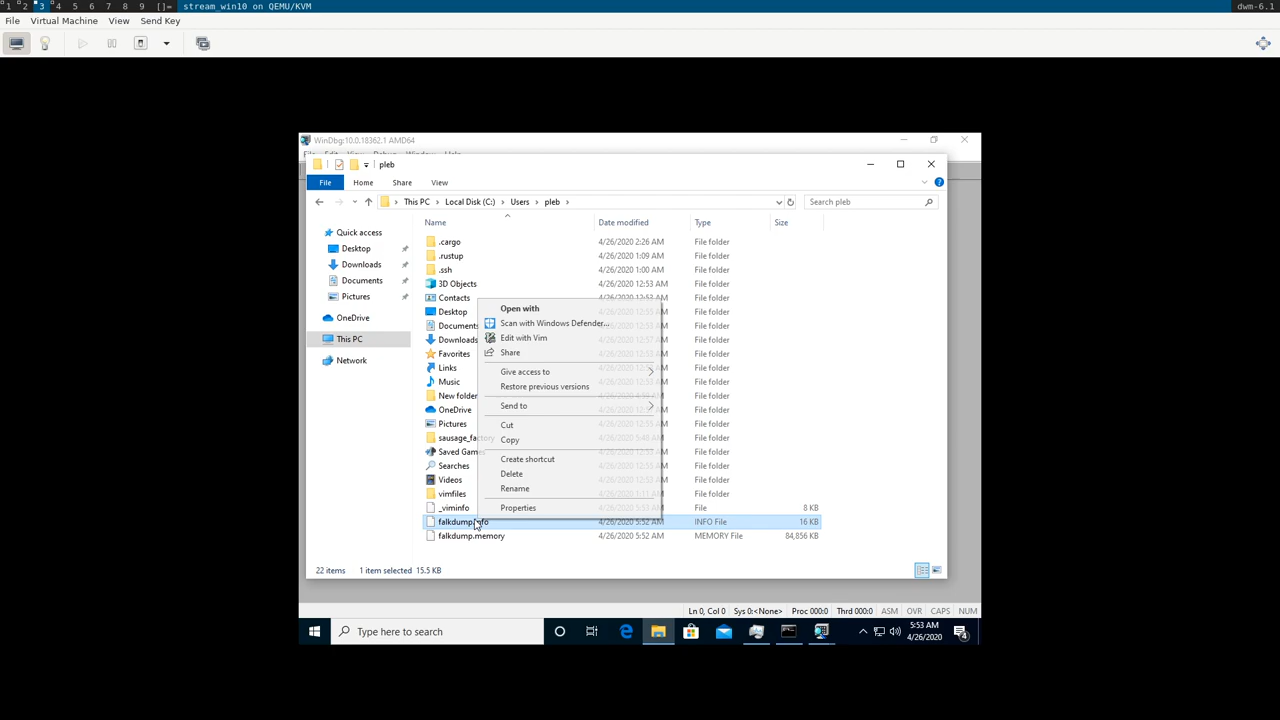 1 2 3 4 5 6 7 8 9 []= stream_win10 on QEMU/KVM dwm-6.1
File Virtual Machine View Send Key
WinDbg:10.0.18362.1 AMD64
pleb
File Home Share View
This PC Local Disk (C:) Users pleb Search pleb
Name Date modified Type Size
Quick access
Desktop
Downloads
Documents
Pictures
OneDrive
This PC
Network
.cargo 4/26/2020 2:26 AM File folder
.rustup 4/26/2020 1:09 AM File folder
.ssh 4/26/2020 1:00 AM File folder
3D Objects 4/26/2020 12:53 AM File folder
Contacts 4/26/2020 12:53 AM File folder
Desktop File folder
Documents File folder
Downloads File folder
Favorites File folder
Links File folder
Music File folder
New folder File folder
OneDrive File folder
Pictures File folder
sausage_factory File folder
Saved Games File folder
Searches File folder
Videos File folder
vimfiles File folder
_viminfo File 8 KB
falkdump.info 4/26/2020 5:52 AM INFO File 16 KB
falkdump.memory 4/26/2020 5:52 AM MEMORY File 84,856 KB
Open with
Scan with Windows Defender...
Edit with Vim
Share
Give access to
Restore previous versions
Send to
Cut
Copy
Create shortcut
Delete
Rename
Properties
22 items 1 item selected 15.5 KB
Ln 0, Col 0 Sys 0:<None> Proc 000:0 Thrd 000:0 ASM OVR CAPS NUM
Type here to search
5:53 AM
4/26/2020
4